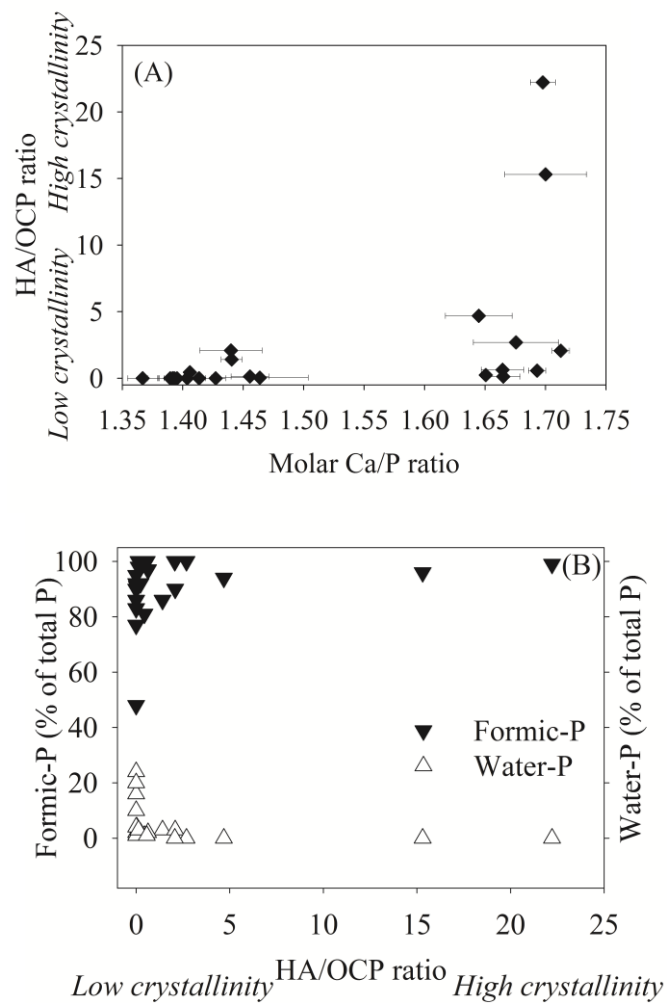 (A)
25
20
15
10
5
0
HA/OCP ratio
Low crystallinity High crystallinity
1.35 1.40 1.45 1.50 1.55 1.60 1.65 1.70 1.75
Molar Ca/P ratio
(B)
100
80
60
40
20
0
Formic-P (% of total P)
Water-P (% of total P)
Formic-P
Water-P
0 5 10 15 20 25
HA/OCP ratio
Low crystallinity High crystallinity